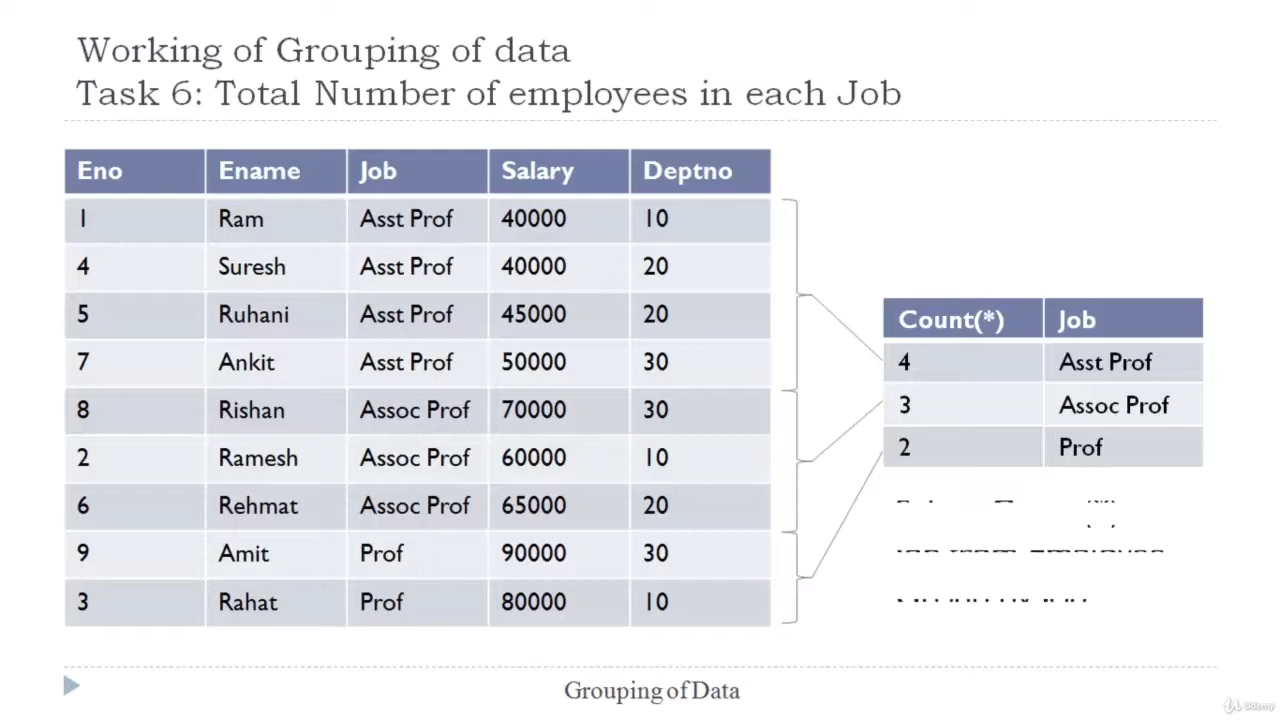 Working of Grouping of data
Task 6: Total Number of employees in each Job
Eno Ename Job Salary Deptno
1 Ram Asst Prof 40000 10
4 Suresh Asst Prof 40000 20
5 Ruhani Asst Prof 45000 20
7 Ankit Asst Prof 50000 30
8 Rishan Assoc Prof 70000 30
2 Ramesh Assoc Prof 60000 10
6 Rehmat Assoc Prof 65000 20
9 Amit Prof 90000 30
3 Rahat Prof 80000 10
Count(*) Job
4 Asst Prof
3 Assoc Prof
2 Prof
Grouping of Data
Udemy